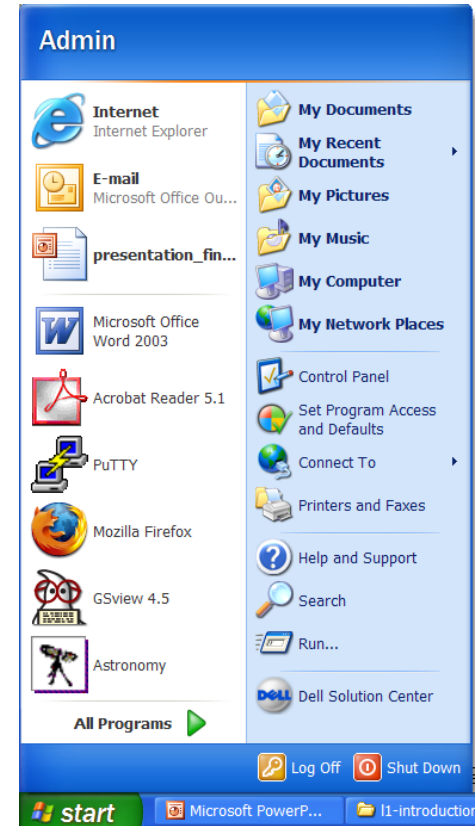 Admin
Internet
Internet Explorer
E-mail
Microsoft Office Ou...
presentation_fin...
Microsoft Office
Word 2003
Acrobat Reader 5.1
PuTTY
Mozilla Firefox
GSview 4.5
Astronomy
All Programs
My Documents
My Recent
Documents
My Pictures
My Music
My Computer
My Network Places
Control Panel
Set Program Access
and Defaults
Connect To
Printers and Faxes
Help and Support
Search
Run...
DELL Dell Solution Center
Log Off Shut Down
start Microsoft PowerP... l1-introduction